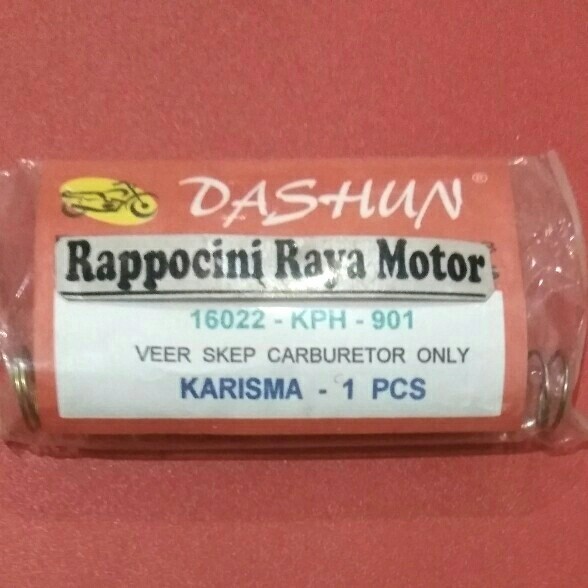 DASHUN®
Rappocini Raya Motor
16022 - KPH - 901
VEER SKEP CARBURETOR ONLY
KARISMA - 1 PCS